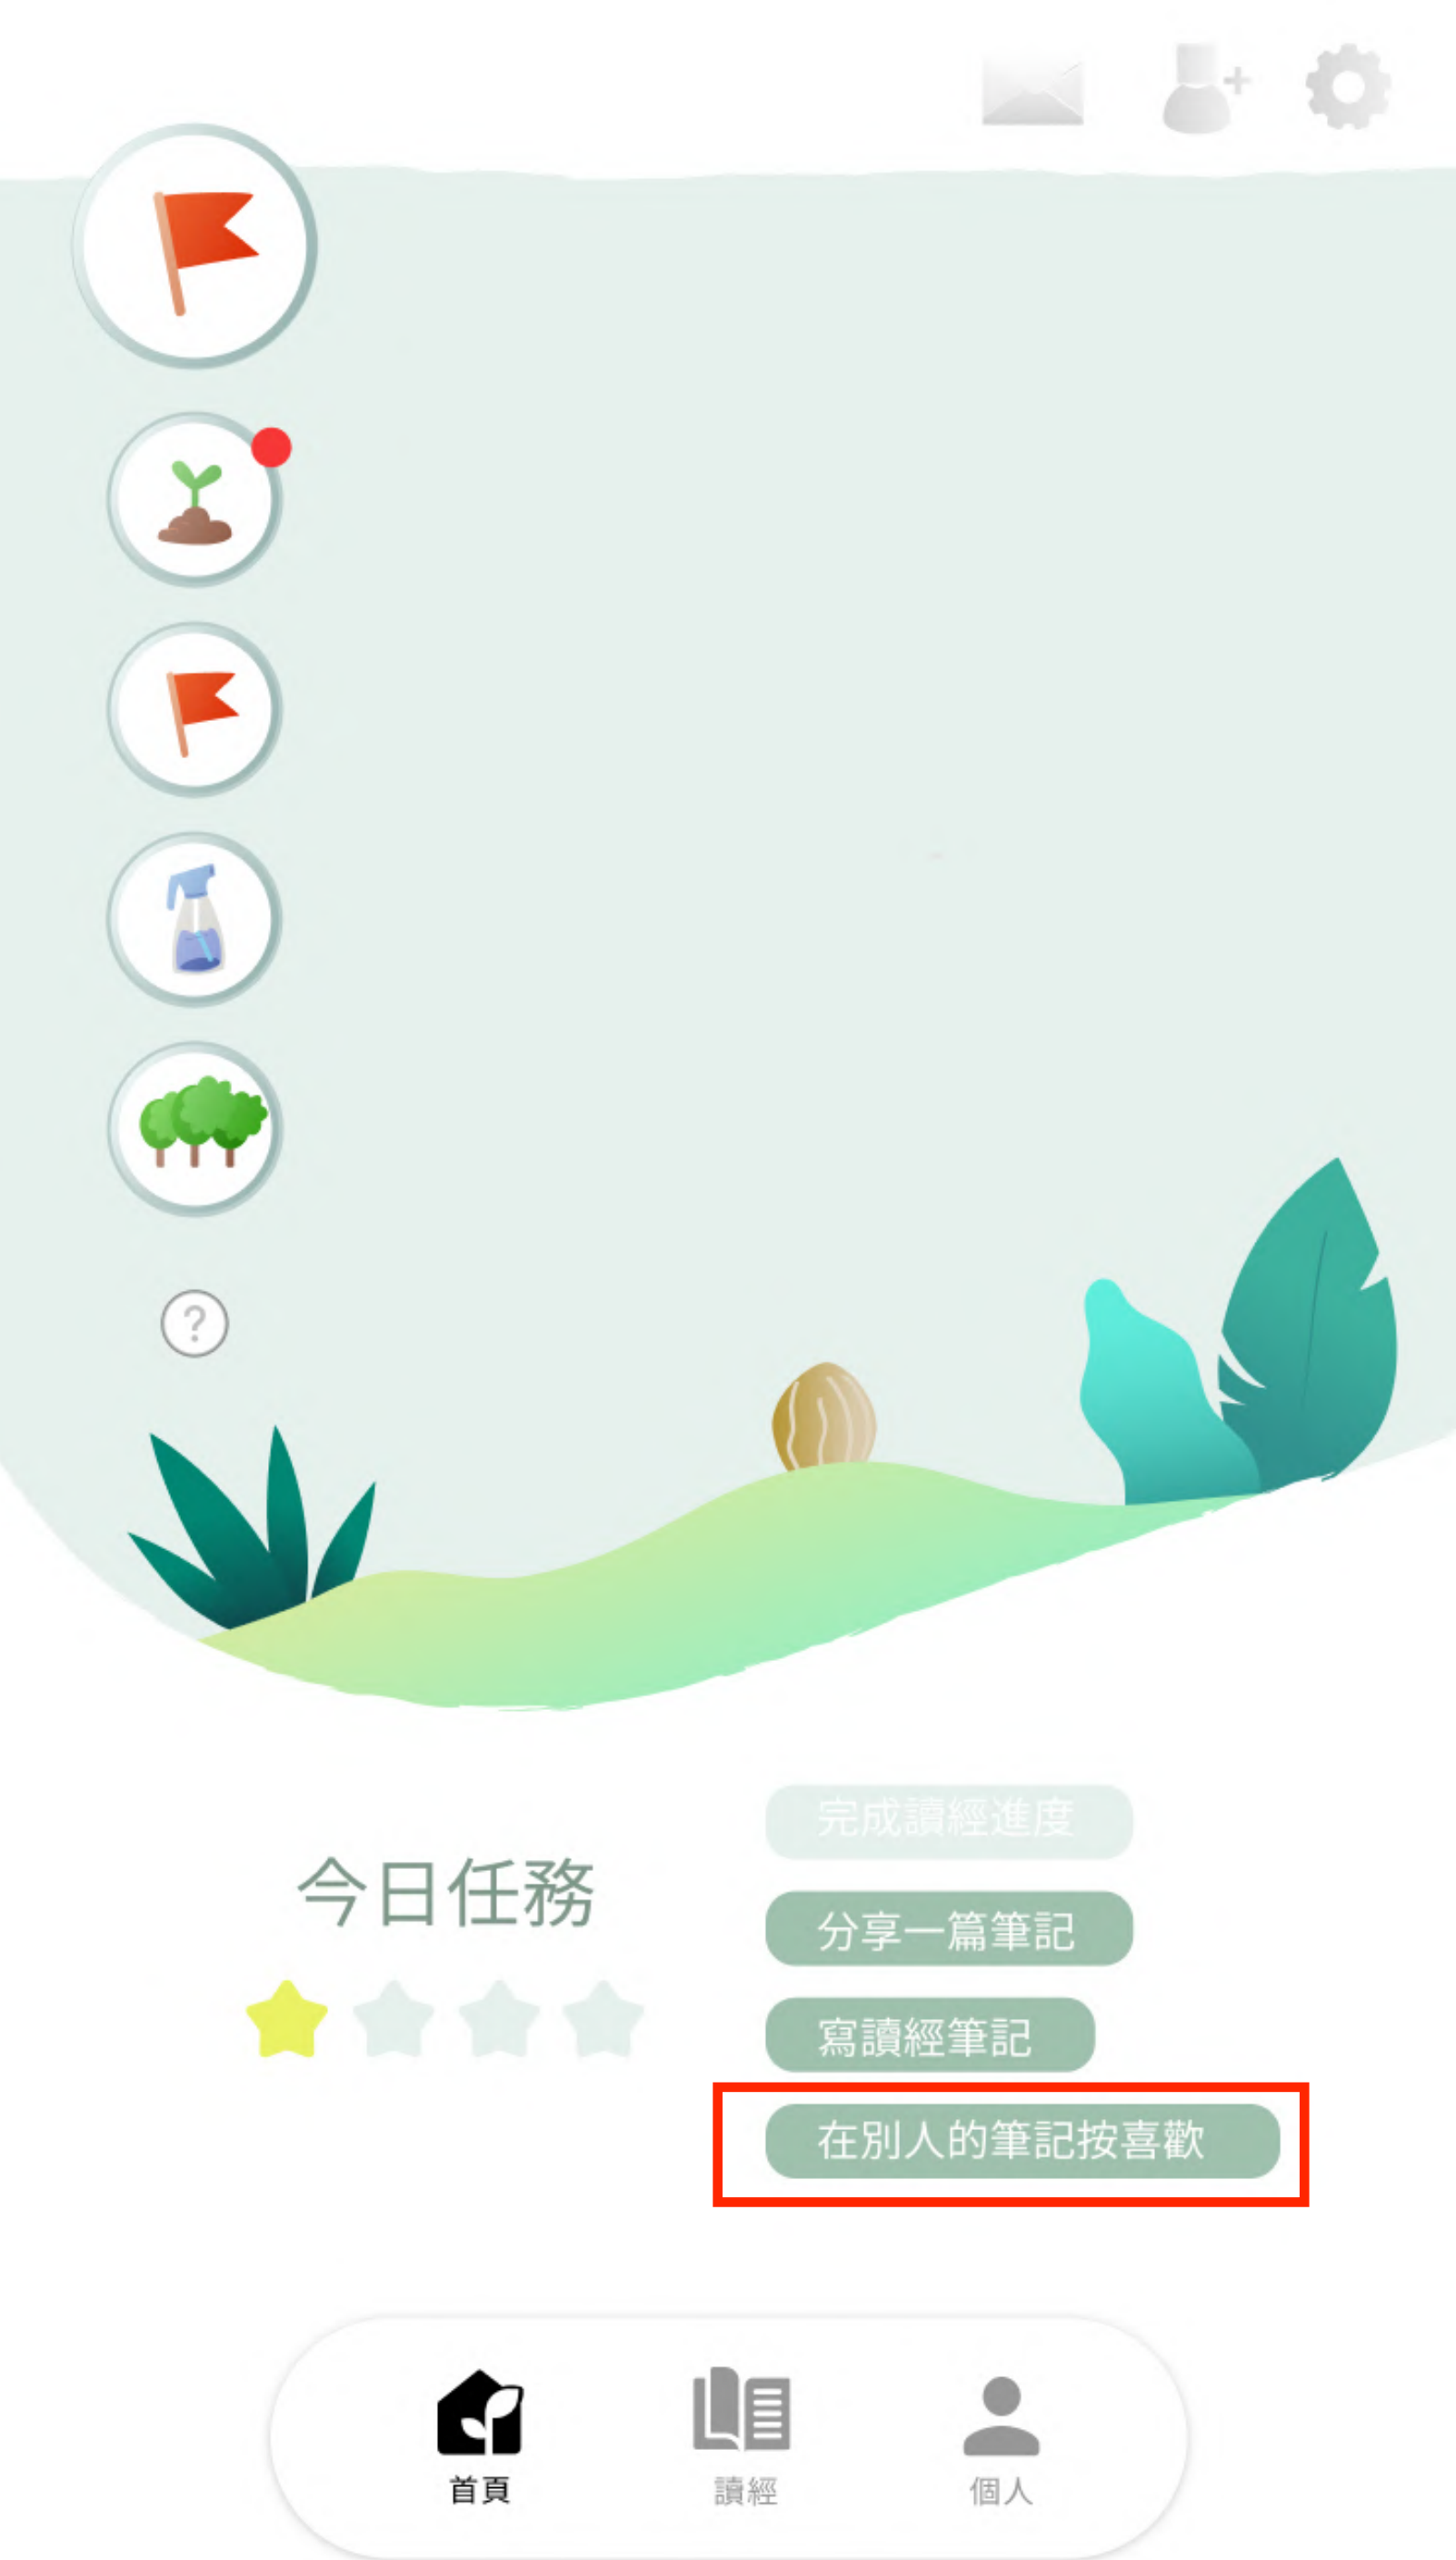 ?
今日任務
完成讀經進度
分享一篇筆記
寫讀經筆記
在別人的筆記按喜歡
首頁
讀經
個人